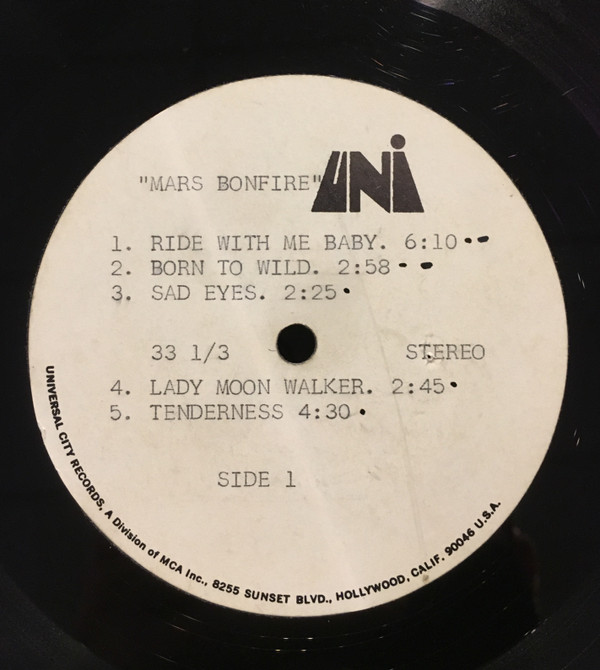 "MARS BONFIRE" UNi
1. RIDE WITH ME BABY. 6:10
2. BORN TO WILD. 2:58
3. SAD EYES. 2:25
33 1/3 STEREO
4. LADY MOON WALKER. 2:45
5. TENDERNESS 4:30
SIDE 1
UNIVERSAL CITY RECORDS, A Division of MCA Inc., 8255 SUNSET BLVD., HOLLYWOOD, CALIF. 90046 U.S.A.